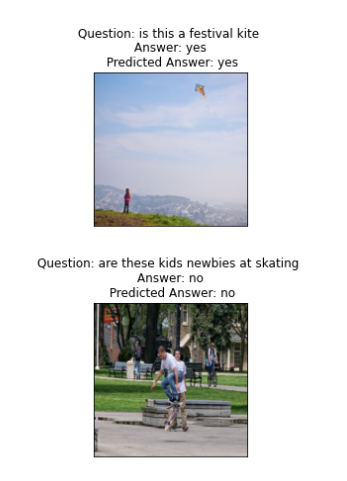 Question: is this a festival kite
Answer: yes
Predicted Answer: yes
Question: are these kids newbies at skating
Answer: no
Predicted Answer: no